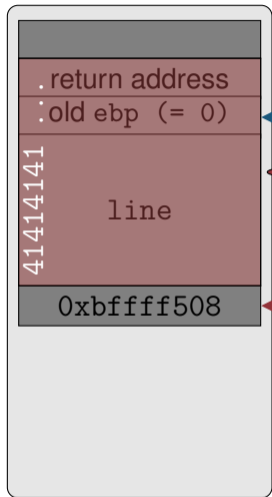 . return address
: old ebp (= 0)
41414141
line
0xbffff508